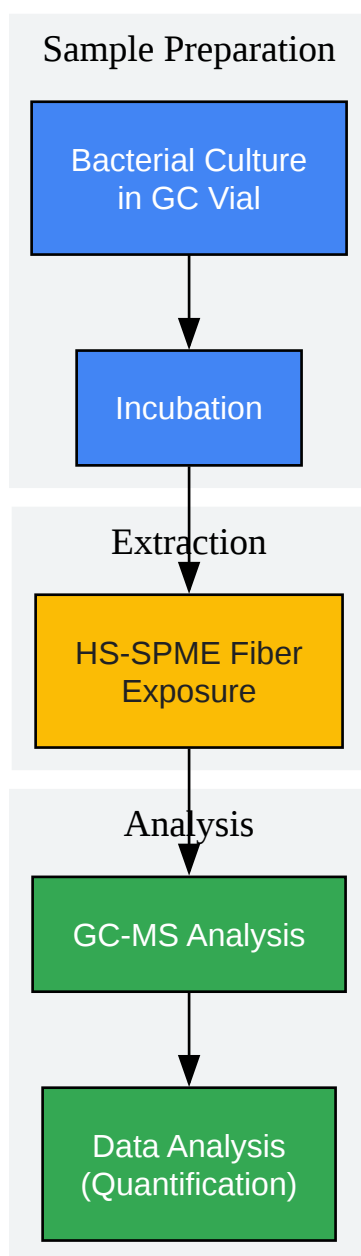 Sample Preparation
Bacterial Culture
in GC Vial
Incubation
Extraction
HS-SPME Fiber
Exposure
Analysis
GC-MS Analysis
Data Analysis
(Quantification)